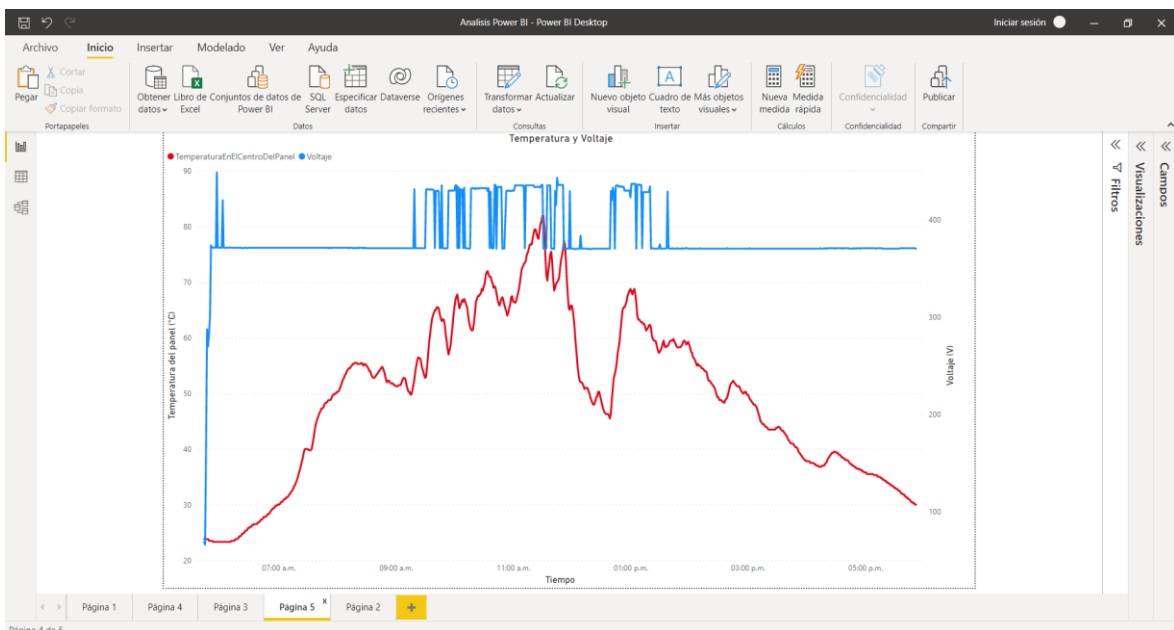 Analisis Power BI - Power BI Desktop
Iniciar sesión
Archivo Inicio Insertar Modelado Ver Ayuda
Pegar
Cortar
Copia
Copiar formato
Portapapeles
Obtener datos
Libro de Excel
Conjuntos de datos de Power BI
SQL Server
Especificar datos
Dataverse
Orígenes recientes
Datos
Transformar datos
Actualizar
Consultas
Nuevo objeto visual
Cuadro de texto
Más objetos visuales
Insertar
Nueva medida
Medida rápida
Cálculos
Confidencialidad
Confidencialidad
Publicar
Compartir
Temperatura y Voltaje
TemperaturaEnElCentroDelPanel Voltaje
90
80
70
60
50
40
30
20
Temperatura del panel (°C)
400
300
200
100
Voltaje (V)
07:00 a.m. 09:00 a.m. 11:00 a.m. 01:00 p.m. 03:00 p.m. 05:00 p.m.
Tiempo
Filtros
Visualizaciones
Campos
Página 1 Página 4 Página 3 Página 5 x Página 2 +
Página 4 de 5